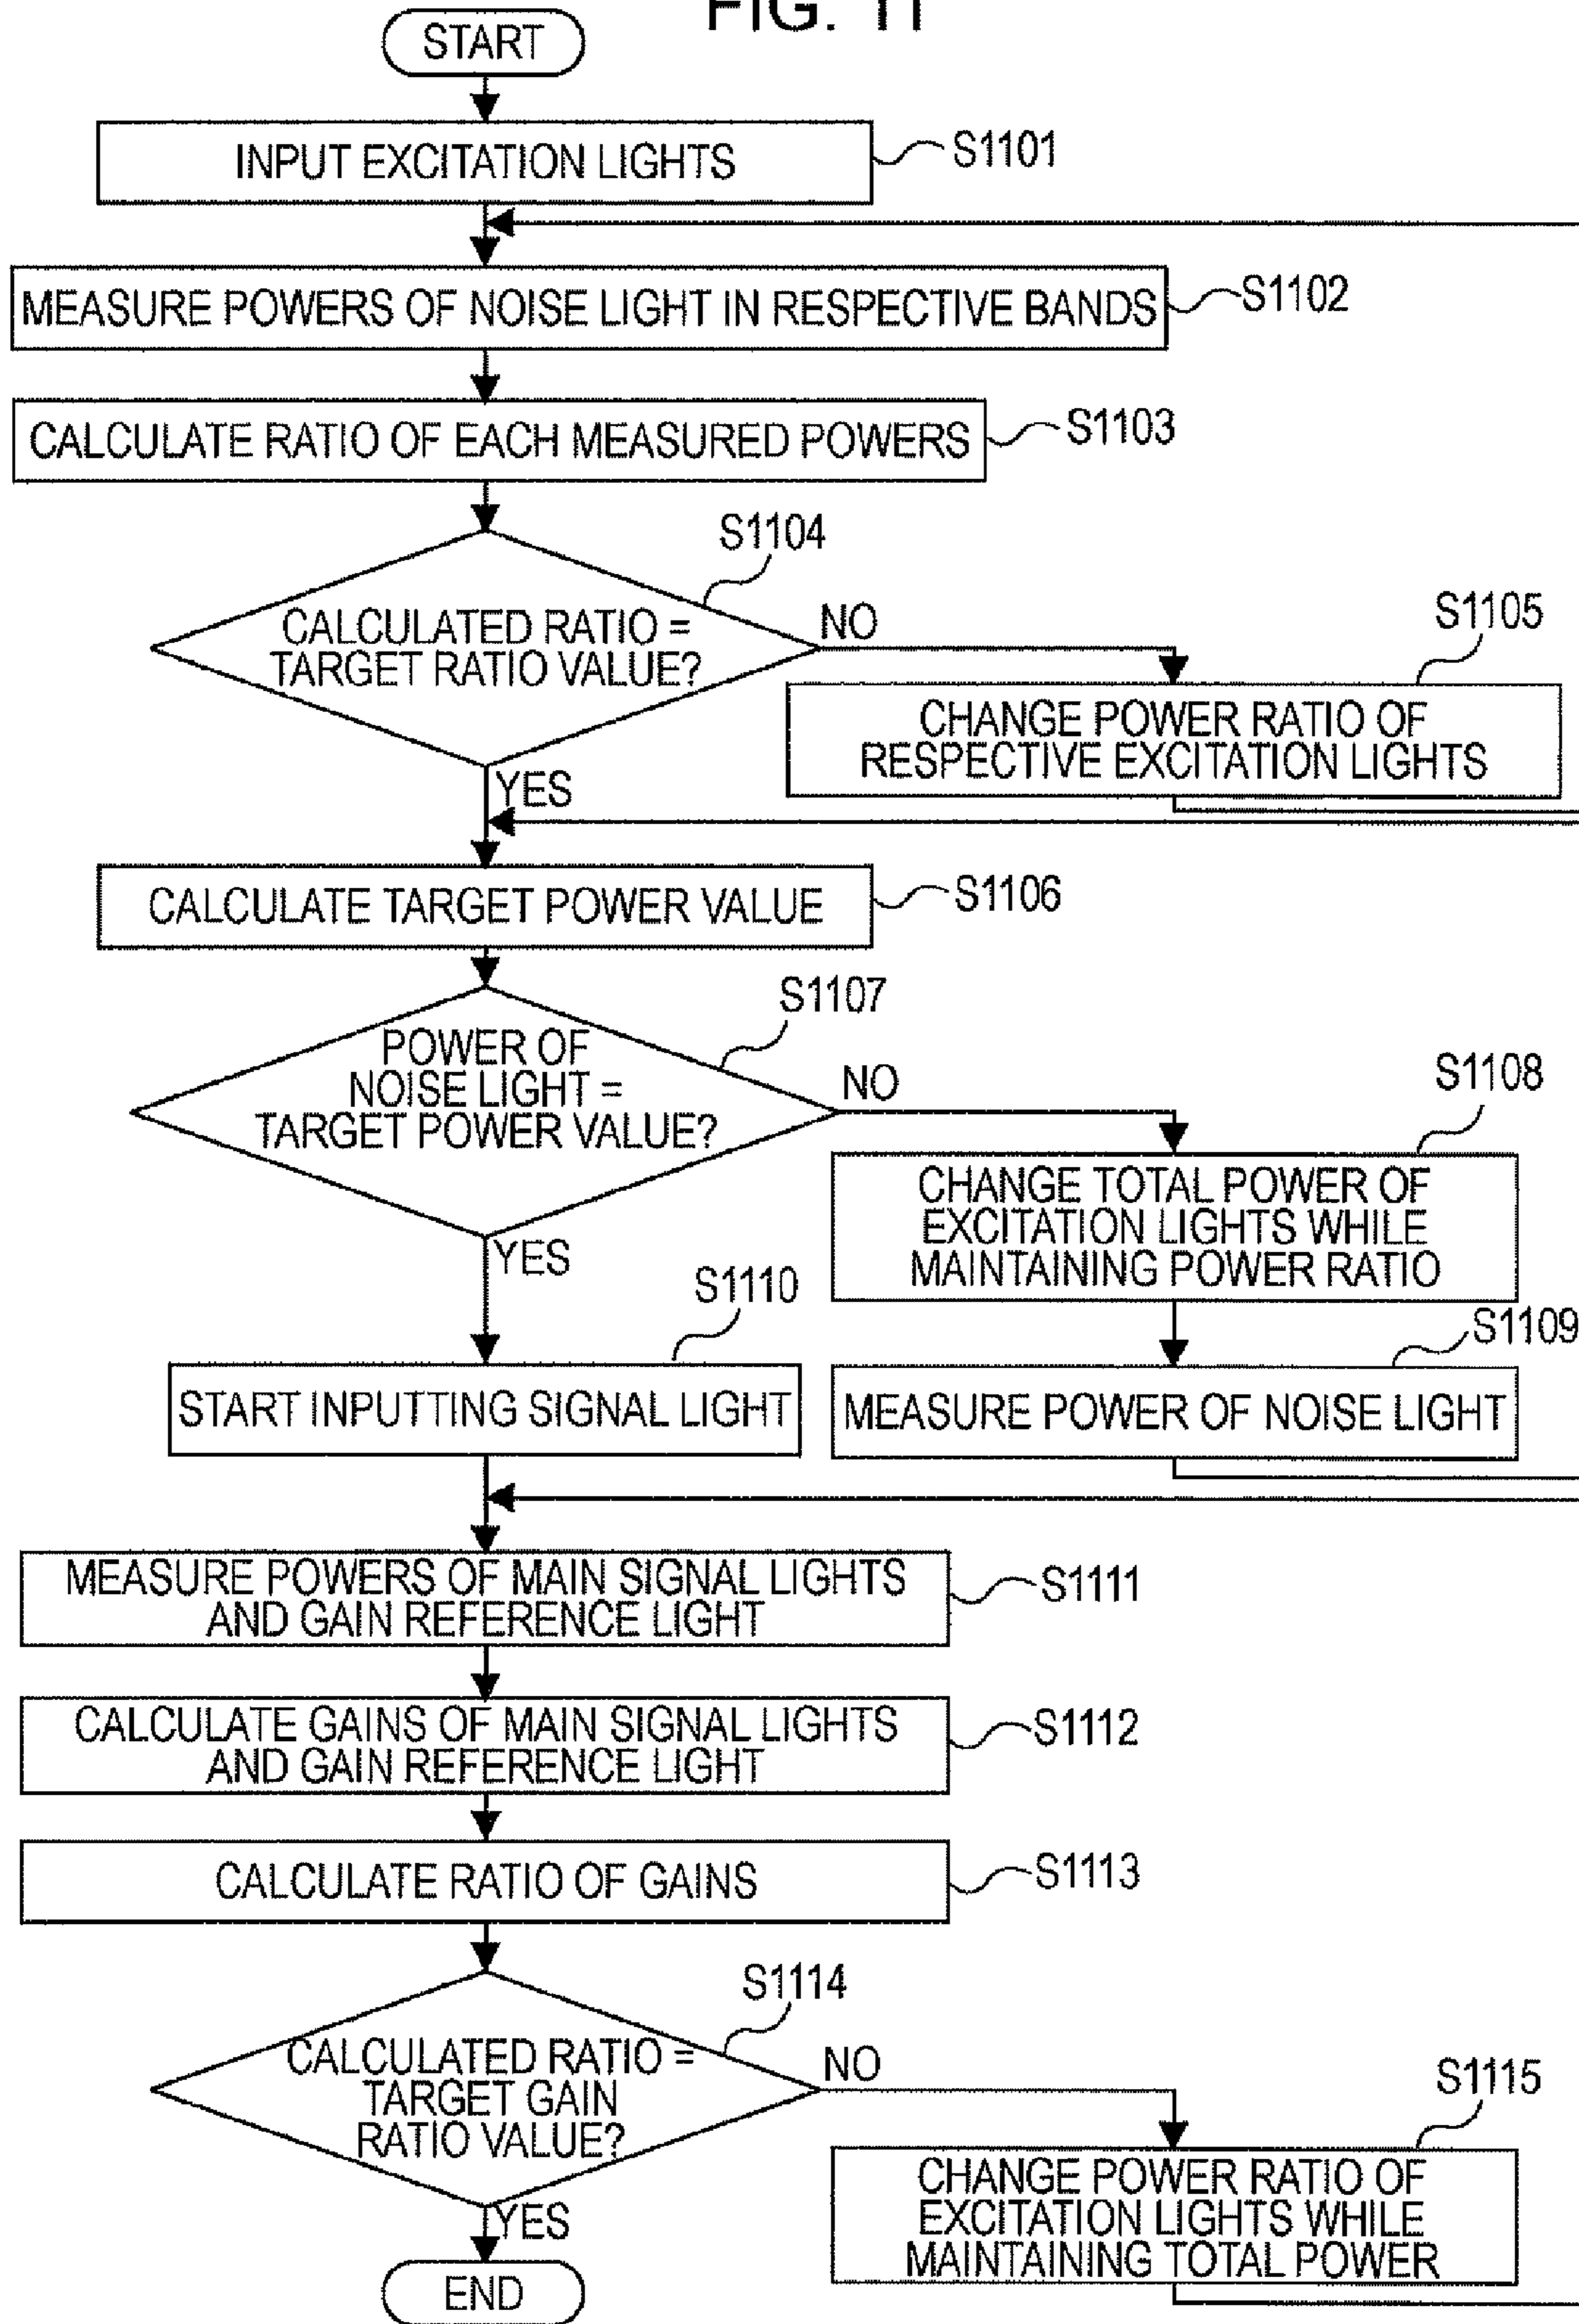 FIG. 11
START
INPUT EXCITATION LIGHTS
S1101
MEASURE POWERS OF NOISE LIGHT IN RESPECTIVE BANDS
S1102
CALCULATE RATIO OF EACH MEASURED POWERS
S1103
S1104
CALCULATED RATIO =
TARGET RATIO VALUE?
NO
YES
S1105
CHANGE POWER RATIO OF
RESPECTIVE EXCITATION LIGHTS
CALCULATE TARGET POWER VALUE
S1106
S1107
POWER OF
NOISE LIGHT =
TARGET POWER VALUE?
NO
YES
S1108
CHANGE TOTAL POWER OF
EXCITATION LIGHTS WHILE
MAINTAINING POWER RATIO
S1109
MEASURE POWER OF NOISE LIGHT
S1110
START INPUTTING SIGNAL LIGHT
MEASURE POWERS OF MAIN SIGNAL LIGHTS
AND GAIN REFERENCE LIGHT
S1111
CALCULATE GAINS OF MAIN SIGNAL LIGHTS
AND GAIN REFERENCE LIGHT
S1112
CALCULATE RATIO OF GAINS
S1113
S1114
CALCULATED RATIO =
TARGET GAIN
RATIO VALUE?
NO
YES
S1115
CHANGE POWER RATIO OF
EXCITATION LIGHTS WHILE
MAINTAINING TOTAL POWER
END